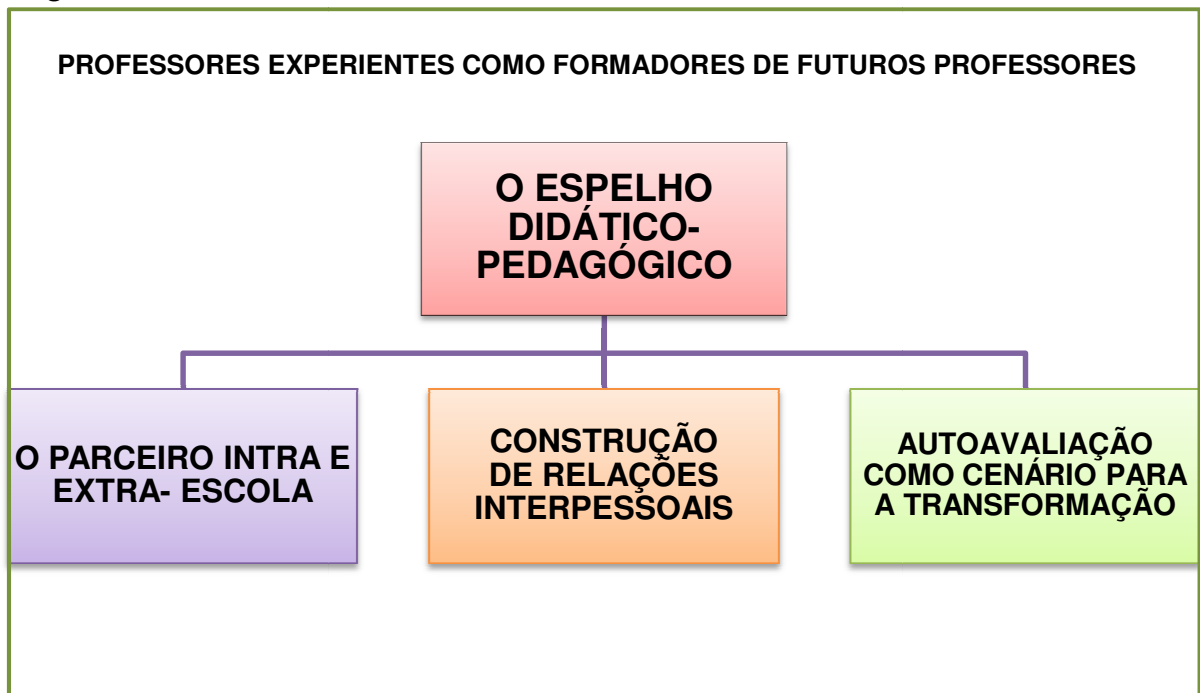 PROFESSORES EXPERIENTES COMO FORMADORES DE FUTUROS PROFESSORES
O ESPELHO
DIDÁTICO-
PEDAGÓGICO
O PARCEIRO INTRA E
EXTRA- ESCOLA
CONSTRUÇÃO
DE RELAÇÕES
INTERPESSOAIS
AUTOAVALIAÇÃO
COMO CENÁRIO PARA
A TRANSFORMAÇÃO